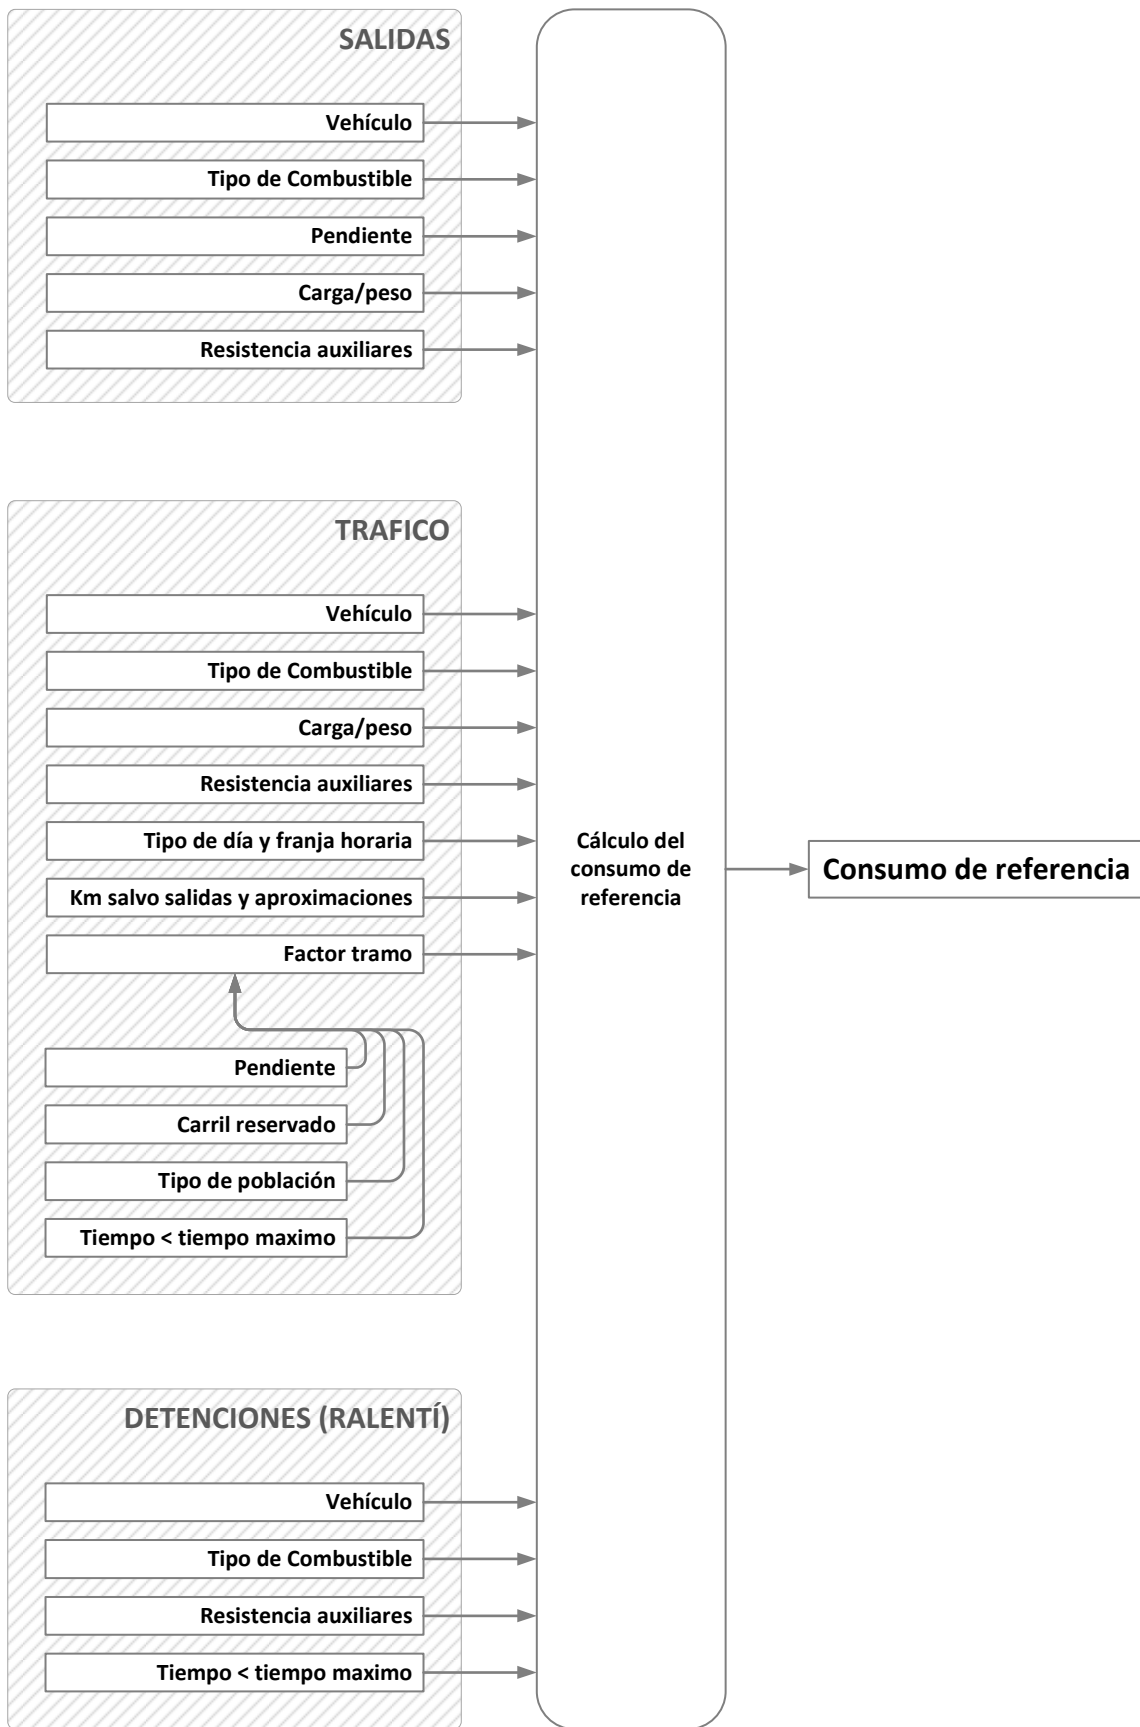 SALIDAS
Vehículo
Tipo de Combustible
Pendiente
Carga/peso
Resistencia auxiliares
TRAFICO
Vehículo
Tipo de Combustible
Carga/peso
Resistencia auxiliares
Tipo de día y franja horaria
Km salvo salidas y aproximaciones
Factor tramo
Pendiente
Carril reservado
Tipo de población
Tiempo < tiempo maximo
DETENCIONES (RALENTÍ)
Vehículo
Tipo de Combustible
Resistencia auxiliares
Tiempo < tiempo maximo
Cálculo del
consumo de
referencia
Consumo de referencia